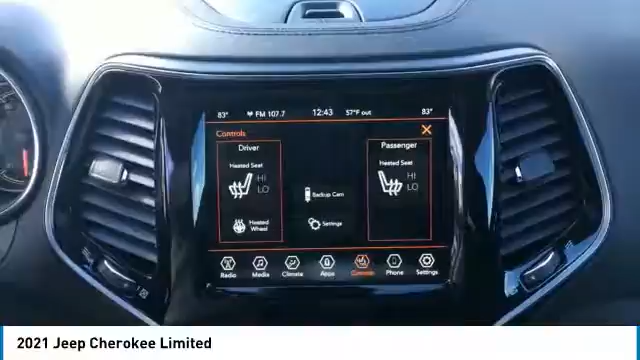 83° FM 107.7 12:43 57°F out 83°
Controls
Driver
Passenger
Heated Seat
Heated Seat
HI
HI
LO
LO
Backup Cam
Heated Wheel
Settings
Radio Media Climate Apps Controls Phone Settings
2021 Jeep Cherokee Limited